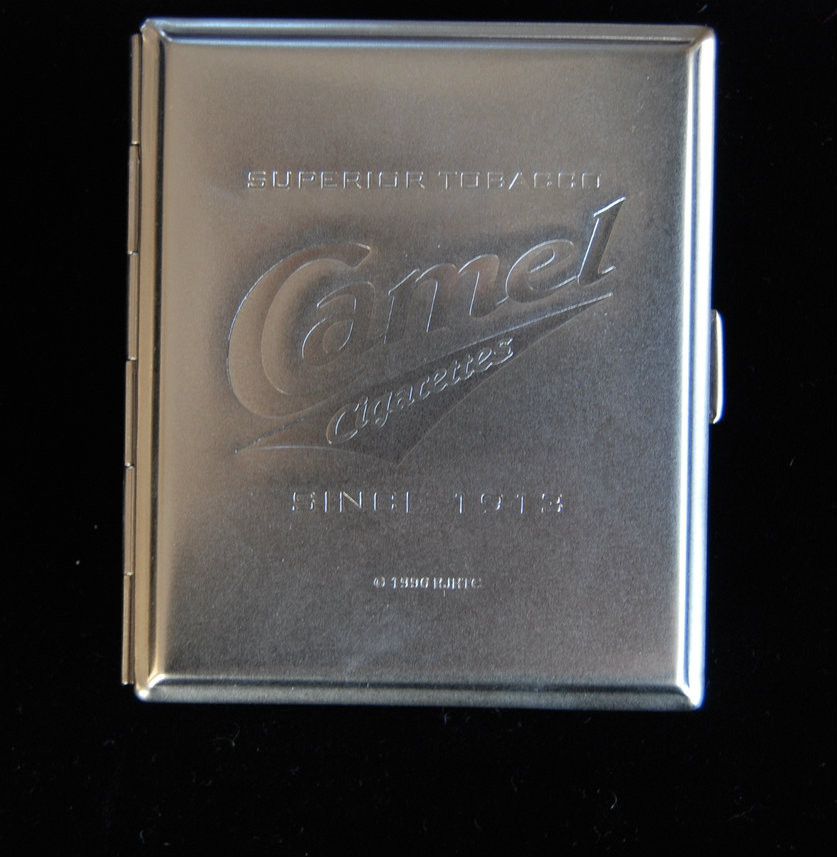 SUPERIOR TOBACCO
Camel
Cigarettes
SINCE 1913
© 1996 RJRTC